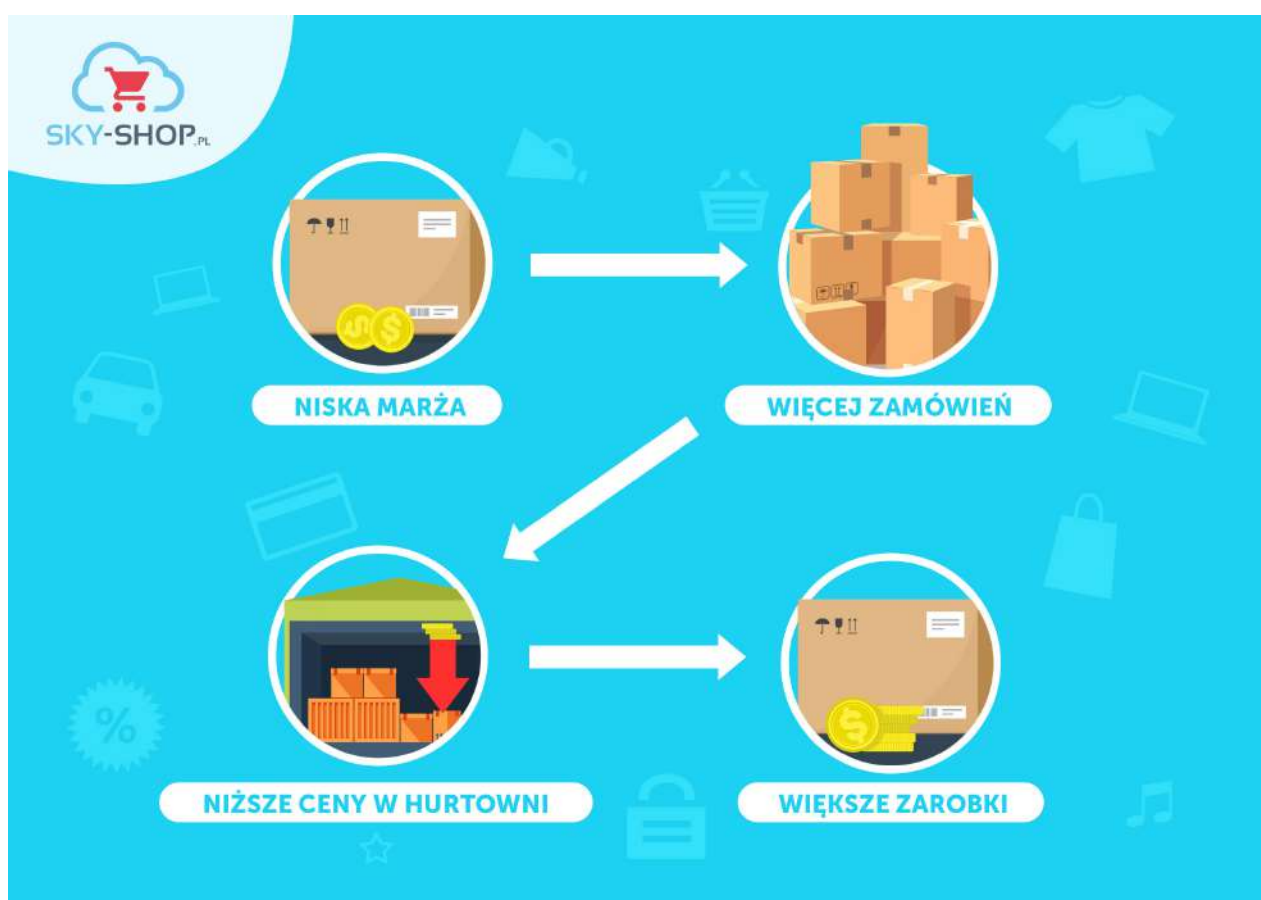 SKY-SHOP.PL
NISKA MARŻA
WIĘCEJ ZAMÓWIEŃ
NIŻSZE CENY W HURTOWNI
WIĘKSZE ZAROBKI
%